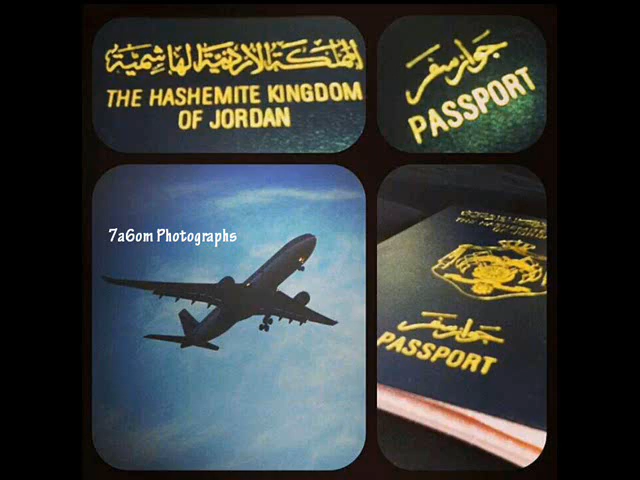 المملكة الأردنية الهاشمية
THE HASHEMITE KINGDOM
OF JORDAN
جواز سفر
PASSPORT
7a6om Photographs
جواز سفر
PASSPORT